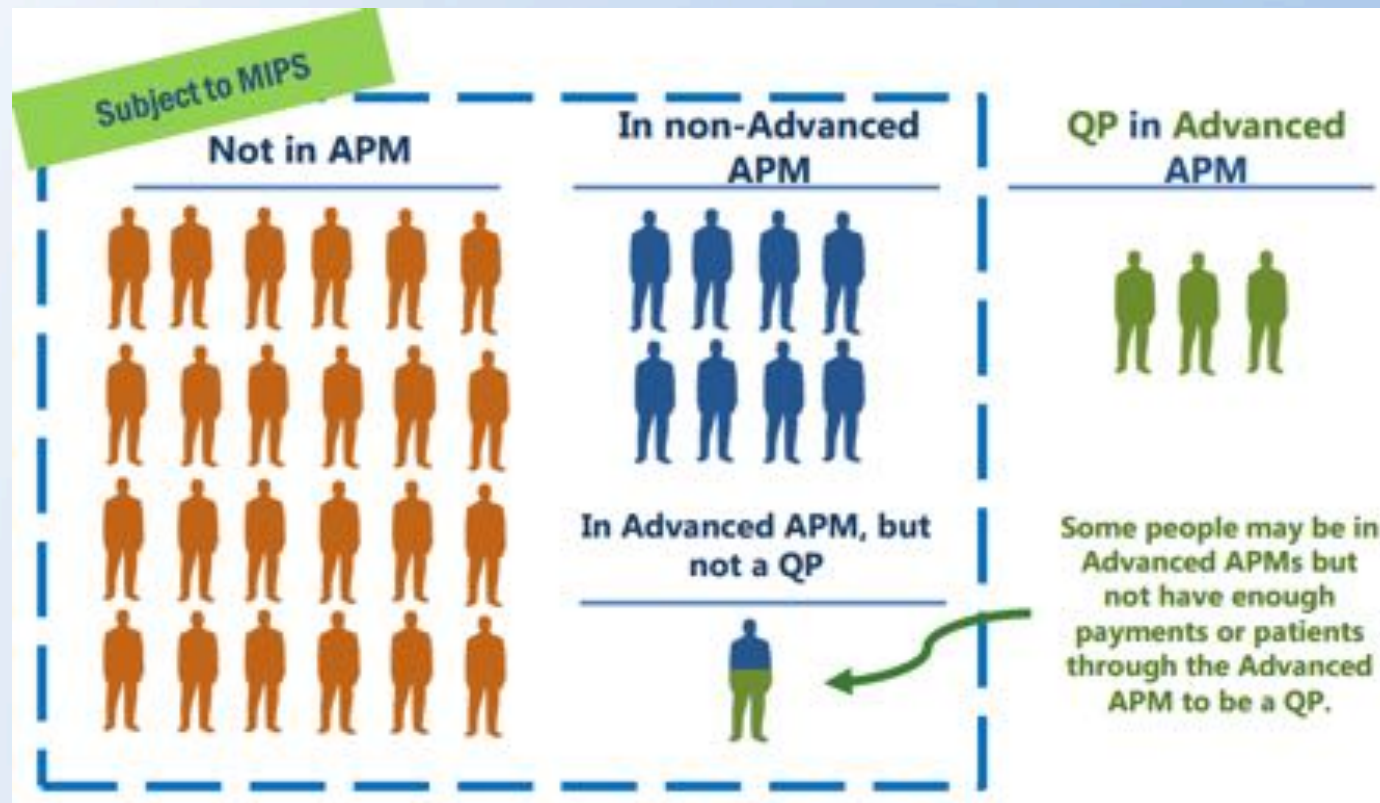 Subject to MIPS
Not in APM
In non-Advanced
APM
QP in Advanced
APM
In Advanced APM, but
not a QP
Some people may be in
Advanced APMs but
not have enough
payments or patients
through the Advanced
APM to be a QP.